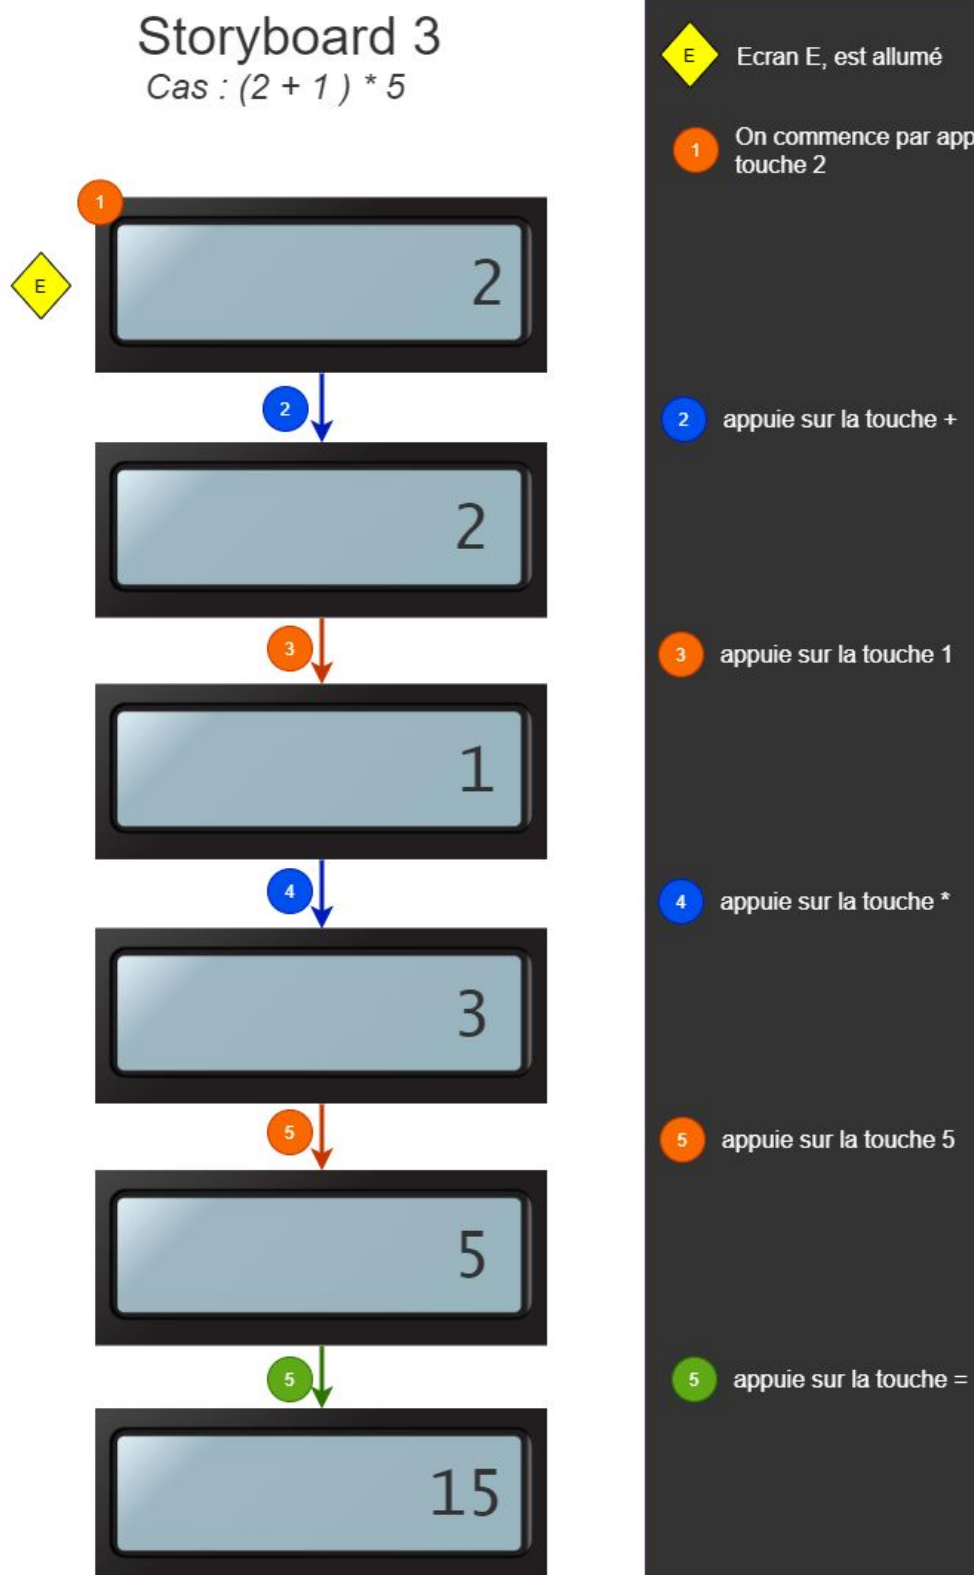 Storyboard 3
Cas : (2 + 1 ) * 5
1
2
E
2
2
3
1
4
3
5
5
5
15
E
Ecran E, est allumé
1
On commence par app
touche 2
2
appuie sur la touche +
3
appuie sur la touche 1
4
appuie sur la touche *
5
appuie sur la touche 5
5
appuie sur la touche =